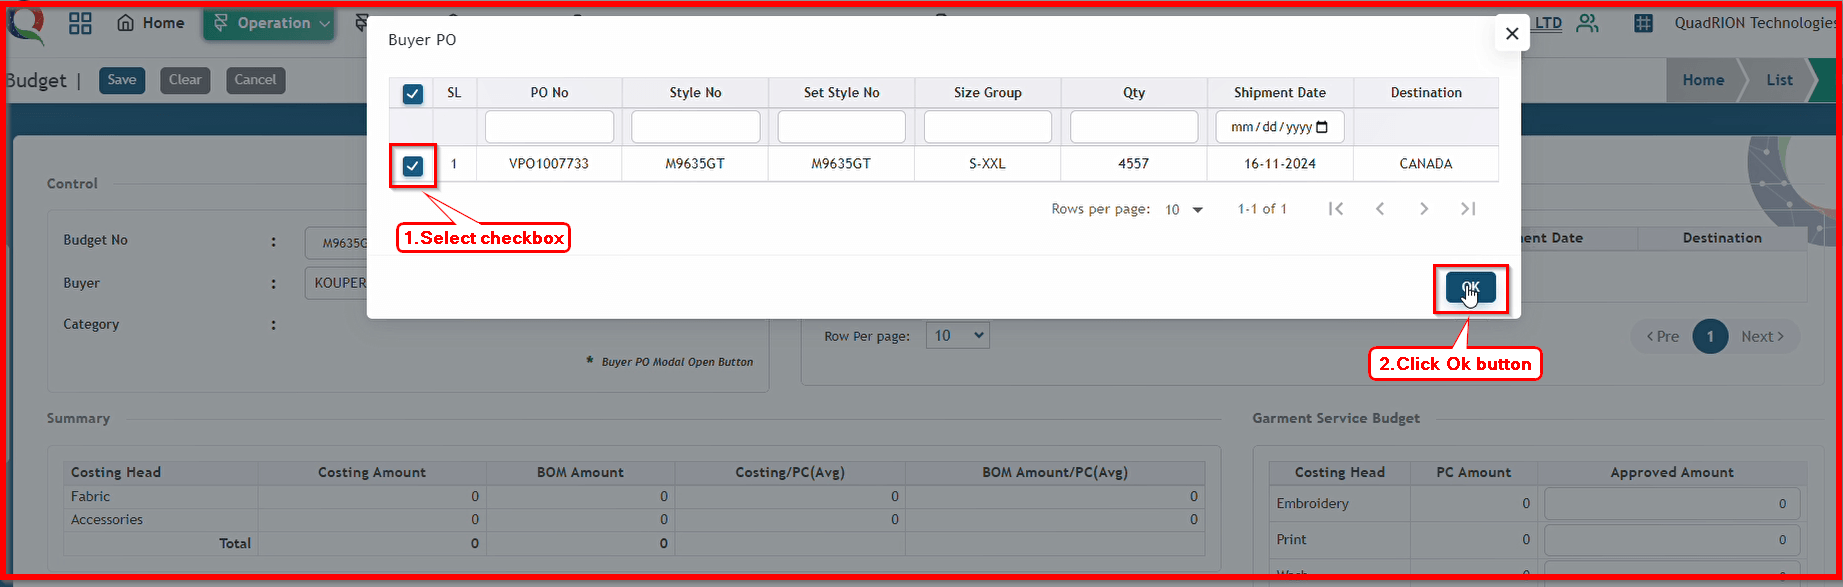 Home Operation LTD QuadRION Technologies
Buyer PO
Budget | Save Clear Cancel Home List
SL PO No Style No Set Style No Size Group Qty Shipment Date Destination
mm/dd/yyyy
1 VPO1007733 M9635GT M9635GT S-XXL 4557 16-11-2024 CANADA
Rows per page: 10 1-1 of 1
Control
1.Select checkbox
Budget No : M9635G
ent Date Destination
Buyer : KOUPER
OK
Category :
Row Per page: 10 Pre 1 Next
* Buyer PO Modal Open Button
2.Click Ok button
Summary
Garment Service Budget
Costing Head Costing Amount BOM Amount Costing/PC(Avg) BOM Amount/PC(Avg)
Fabric 0 0 0 0
Accessories 0 0 0 0
Total 0 0
Costing Head PC Amount Approved Amount
Embroidery 0 0
Print 0 0